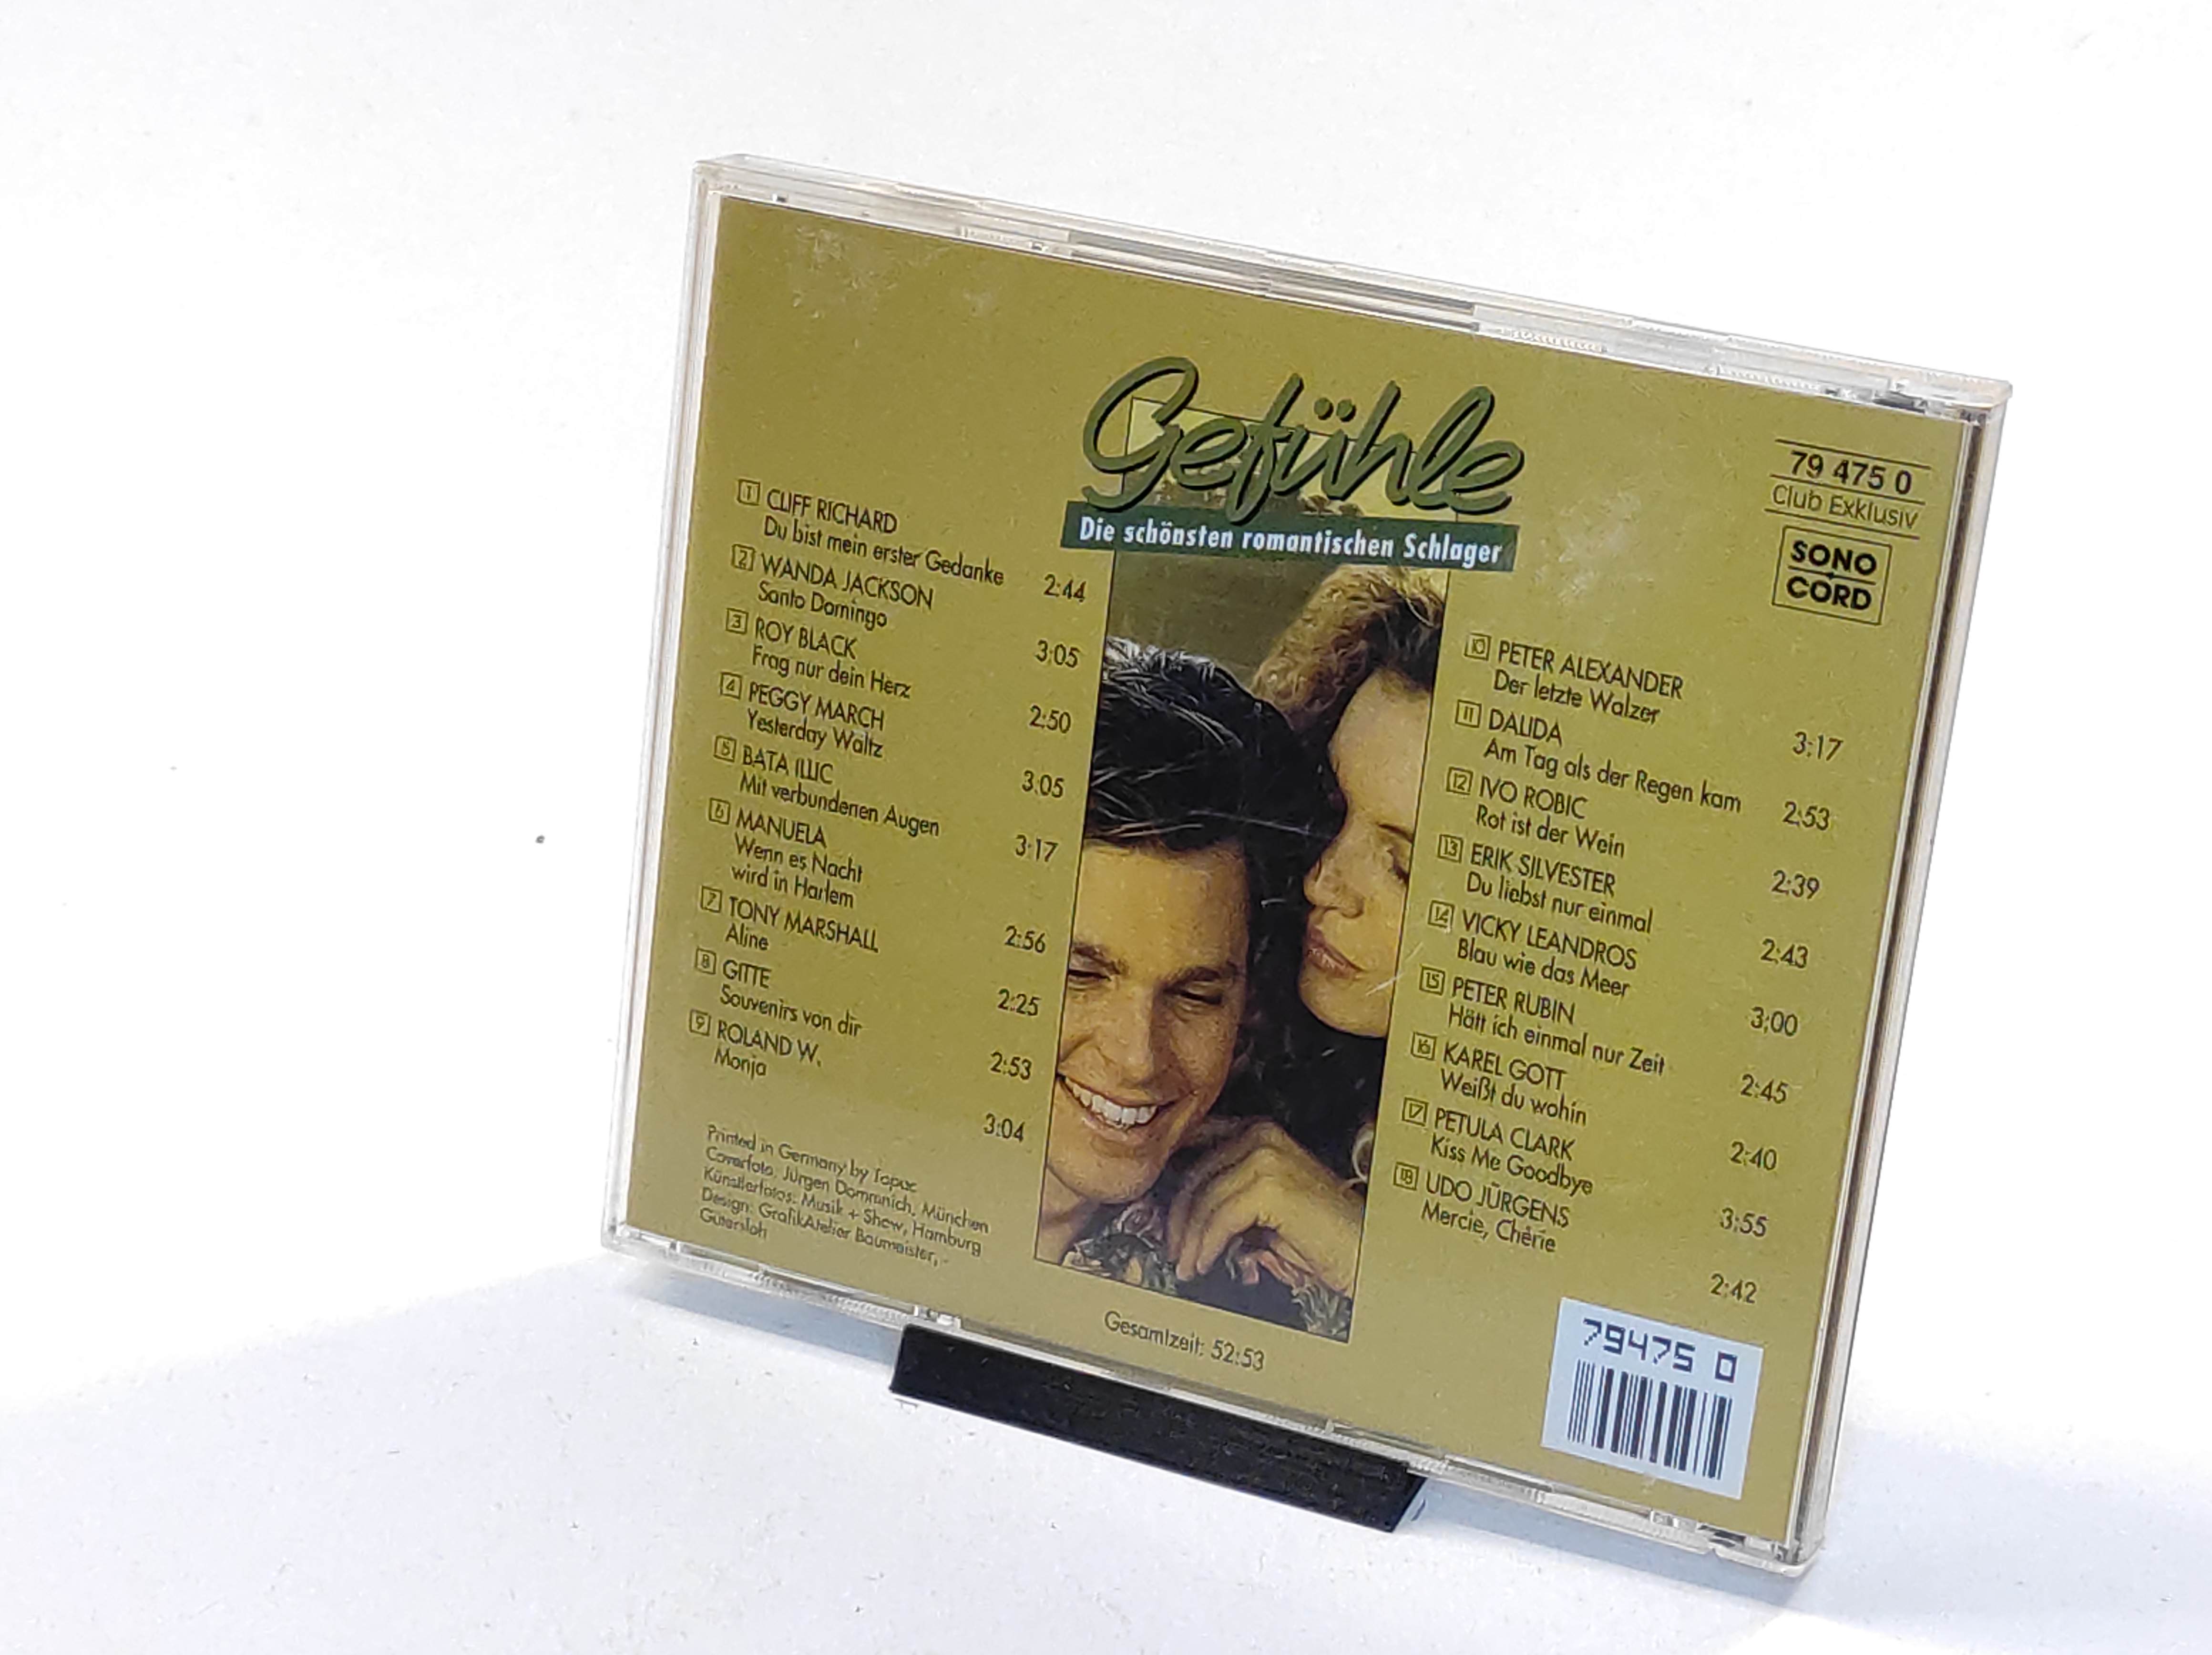 Gefühle
Die schönsten romantischen Schlager
79 475 0
Club Exklusiv
SONO
CORD
1 CLIFF RICHARD
Du bist mein erster Gedanke 2:44
2 WANDA JACKSON
Santo Domingo 3:05
3 ROY BLACK
Frag nur dein Herz 2:50
4 PEGGY MARCH
Yesterday Waltz 3:05
5 BATA ILLIC
Mit verbundenen Augen 3:17
6 MANUELA
Wenn es Nacht
wird in Harlem 2:56
7 TONY MARSHALL
Aline 2:25
8 GITTE
Souvenirs von dir 2:53
9 ROLAND W.
Monja 3:04
Printed in Germany by Topac
Coverfoto: Jürgen Domnnich, München
Künstlerfotos: Musik + Show, Hamburg
Design: GrafikAtelier Baumeister,
Gütersloh
10 PETER ALEXANDER
Der letzte Walzer 3:17
11 DALIDA
Am Tag als der Regen kam 2:53
12 IVO ROBIC
Rot ist der Wein 2:39
13 ERIK SILVESTER
Du liebst nur einmal 2:43
14 VICKY LEANDROS
Blau wie das Meer 3:00
15 PETER RUBIN
Hätt ich einmal nur Zeit 2:45
16 KAREL GOTT
Weißt du wohin 2:40
17 PETULA CLARK
Kiss Me Goodbye 3:55
18 UDO JÜRGENS
Mercie, Chérie 2:42
Gesamtzeit: 52:53
79475 0